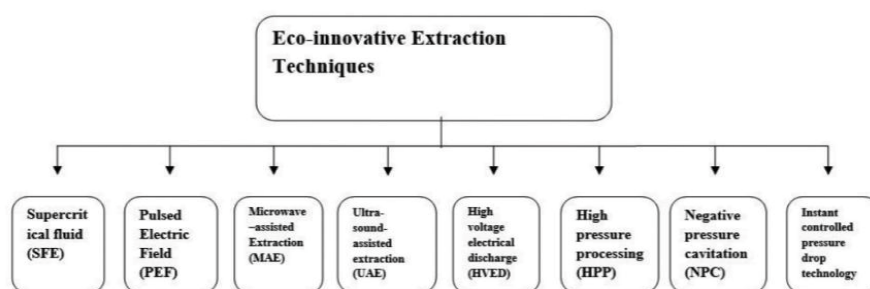 Eco-innovative Extraction
Techniques
Supercrit
ical fluid
(SFE)
Pulsed
Electric
Field
(PEF)
Microwave
-assisted
Extraction
(MAE)
Ultra-
sound-
assisted
extraction
(UAE)
High
voltage
electrical
discharge
(HVED)
High
pressure
processing
(HPP)
Negative
pressure
cavitation
(NPC)
Instant
controlled
pressure
drop
technology